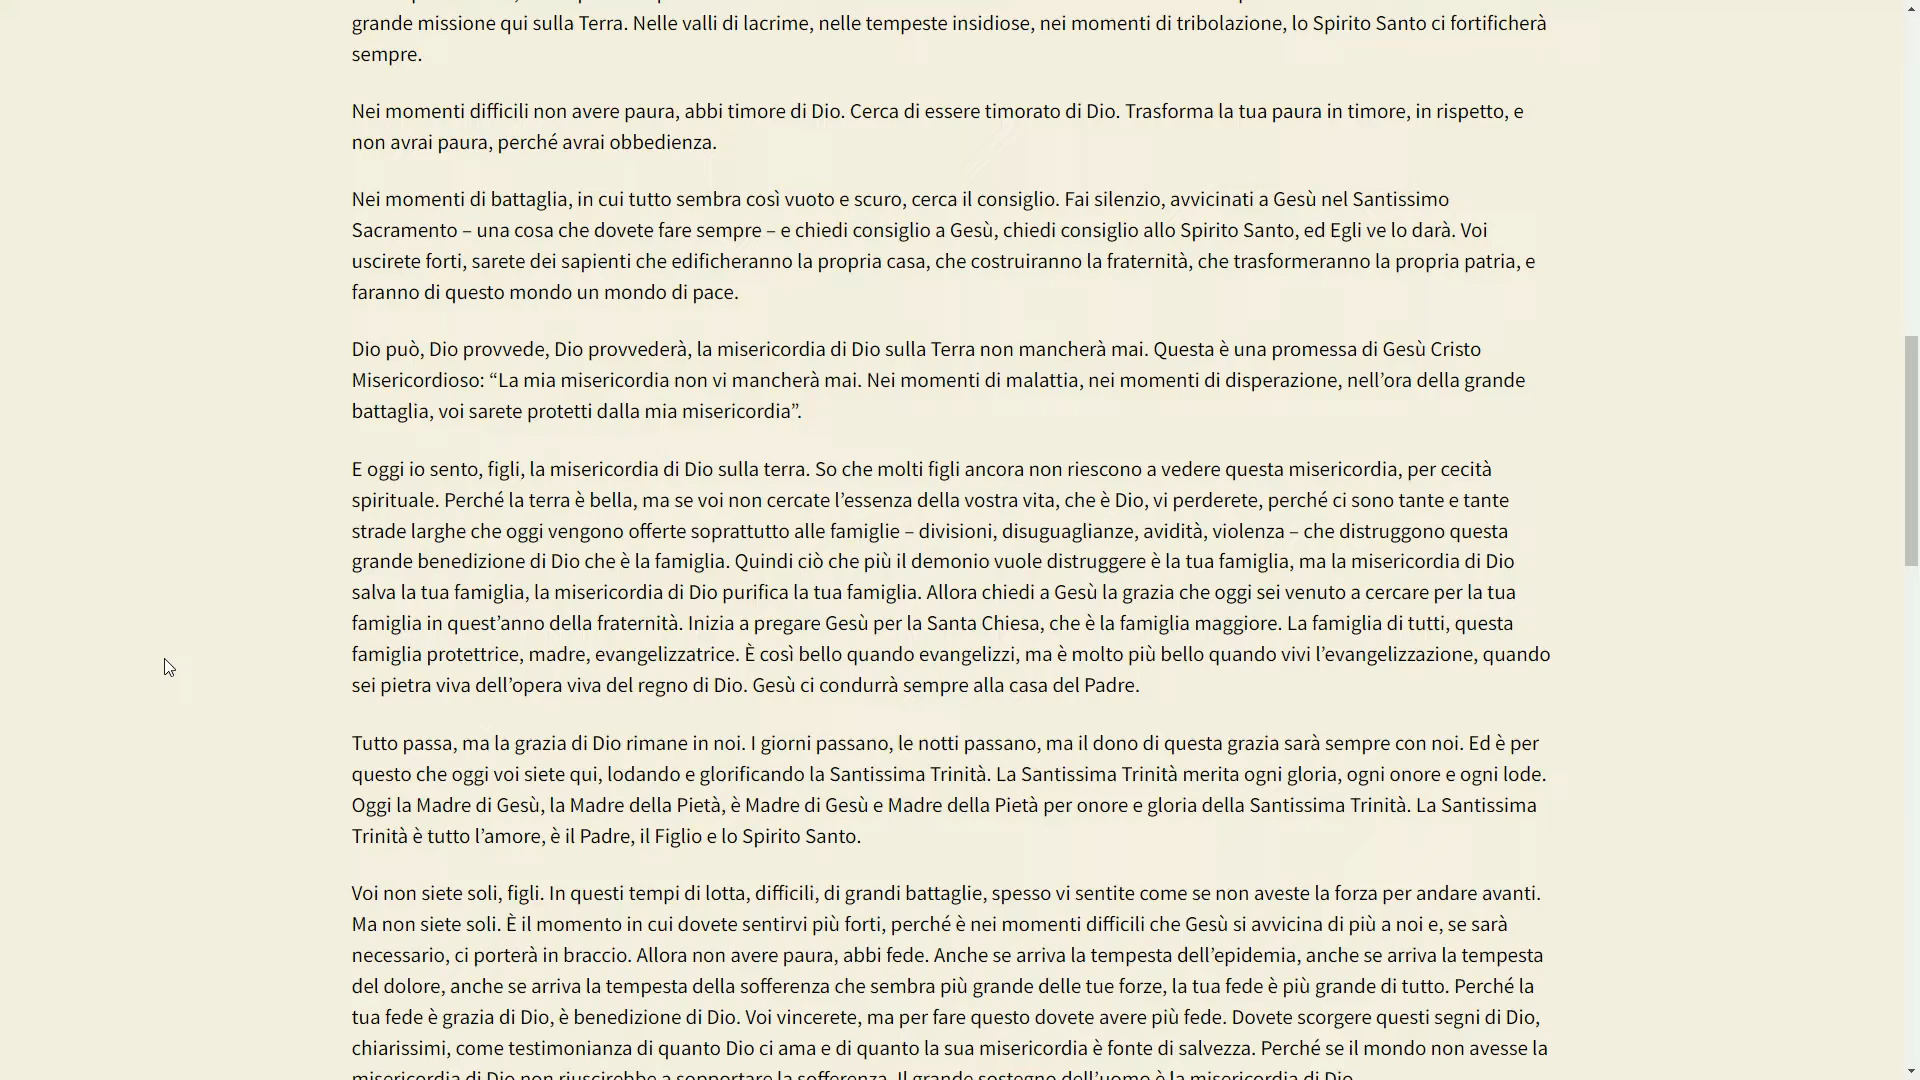 grande missione qui sulla Terra. Nelle valli di lacrime, nelle tempeste insidiose, nei momenti di tribolazione, lo Spirito Santo ci fortificherà
sempre.
Nei momenti difficili non avere paura, abbi timore di Dio. Cerca di essere timorato di Dio. Trasforma la tua paura in timore, in rispetto, e
non avrai paura, perché avrai obbedienza.
Nei momenti di battaglia, in cui tutto sembra così vuoto e scuro, cerca il consiglio. Fai silenzio, avvicinati a Gesù nel Santissimo
Sacramento – una cosa che dovete fare sempre – e chiedi consiglio a Gesù, chiedi consiglio allo Spirito Santo, ed Egli ve lo darà. Voi
uscirete forti, sarete dei sapienti che edificheranno la propria casa, che costruiranno la fraternità, che trasformeranno la propria patria, e
faranno di questo mondo un mondo di pace.
Dio può, Dio provvede, Dio provvederà, la misericordia di Dio sulla Terra non mancherà mai. Questa è una promessa di Gesù Cristo
Misericordioso: “La mia misericordia non vi mancherà mai. Nei momenti di malattia, nei momenti di disperazione, nell’ora della grande
battaglia, voi sarete protetti dalla mia misericordia”.
E oggi io sento, figli, la misericordia di Dio sulla terra. So che molti figli ancora non riescono a vedere questa misericordia, per cecità
spirituale. Perché la terra è bella, ma se voi non cercate l’essenza della vostra vita, che è Dio, vi perderete, perché ci sono tante e tante
strade larghe che oggi vengono offerte soprattutto alle famiglie – divisioni, disuguaglianze, avidità, violenza – che distruggono questa
grande benedizione di Dio che è la famiglia. Quindi ciò che più il demonio vuole distruggere è la tua famiglia, ma la misericordia di Dio
salva la tua famiglia, la misericordia di Dio purifica la tua famiglia. Allora chiedi a Gesù la grazia che oggi sei venuto a cercare per la tua
famiglia in quest’anno della fraternità. Inizia a pregare Gesù per la Santa Chiesa, che è la famiglia maggiore. La famiglia di tutti, questa
famiglia protettrice, madre, evangelizzatrice. È così bello quando evangelizzi, ma è molto più bello quando vivi l’evangelizzazione, quando
sei pietra viva dell’opera viva del regno di Dio. Gesù ci condurrà sempre alla casa del Padre.
Tutto passa, ma la grazia di Dio rimane in noi. I giorni passano, le notti passano, ma il dono di questa grazia sarà sempre con noi. Ed è per
questo che oggi voi siete qui, lodando e glorificando la Santissima Trinità. La Santissima Trinità merita ogni gloria, ogni onore e ogni lode.
Oggi la Madre di Gesù, la Madre della Pietà, è Madre di Gesù e Madre della Pietà per onore e gloria della Santissima Trinità. La Santissima
Trinità è tutto l’amore, è il Padre, il Figlio e lo Spirito Santo.
Voi non siete soli, figli. In questi tempi di lotta, difficili, di grandi battaglie, spesso vi sentite come se non aveste la forza per andare avanti.
Ma non siete soli. È il momento in cui dovete sentirvi più forti, perché è nei momenti difficili che Gesù si avvicina di più a noi e, se sarà
necessario, ci porterà in braccio. Allora non avere paura, abbi fede. Anche se arriva la tempesta dell’epidemia, anche se arriva la tempesta
del dolore, anche se arriva la tempesta della sofferenza che sembra più grande delle tue forze, la tua fede è più grande di tutto. Perché la
tua fede è grazia di Dio, è benedizione di Dio. Voi vincerete, ma per fare questo dovete avere più fede. Dovete scorgere questi segni di Dio,
chiarissimi, come testimonianza di quanto Dio ci ama e di quanto la sua misericordia è fonte di salvezza. Perché se il mondo non avesse la
misericordia di Dio non riuscirebbe a sopportare la sofferenza. Il grande sostegno dell’uomo è la misericordia di Dio.